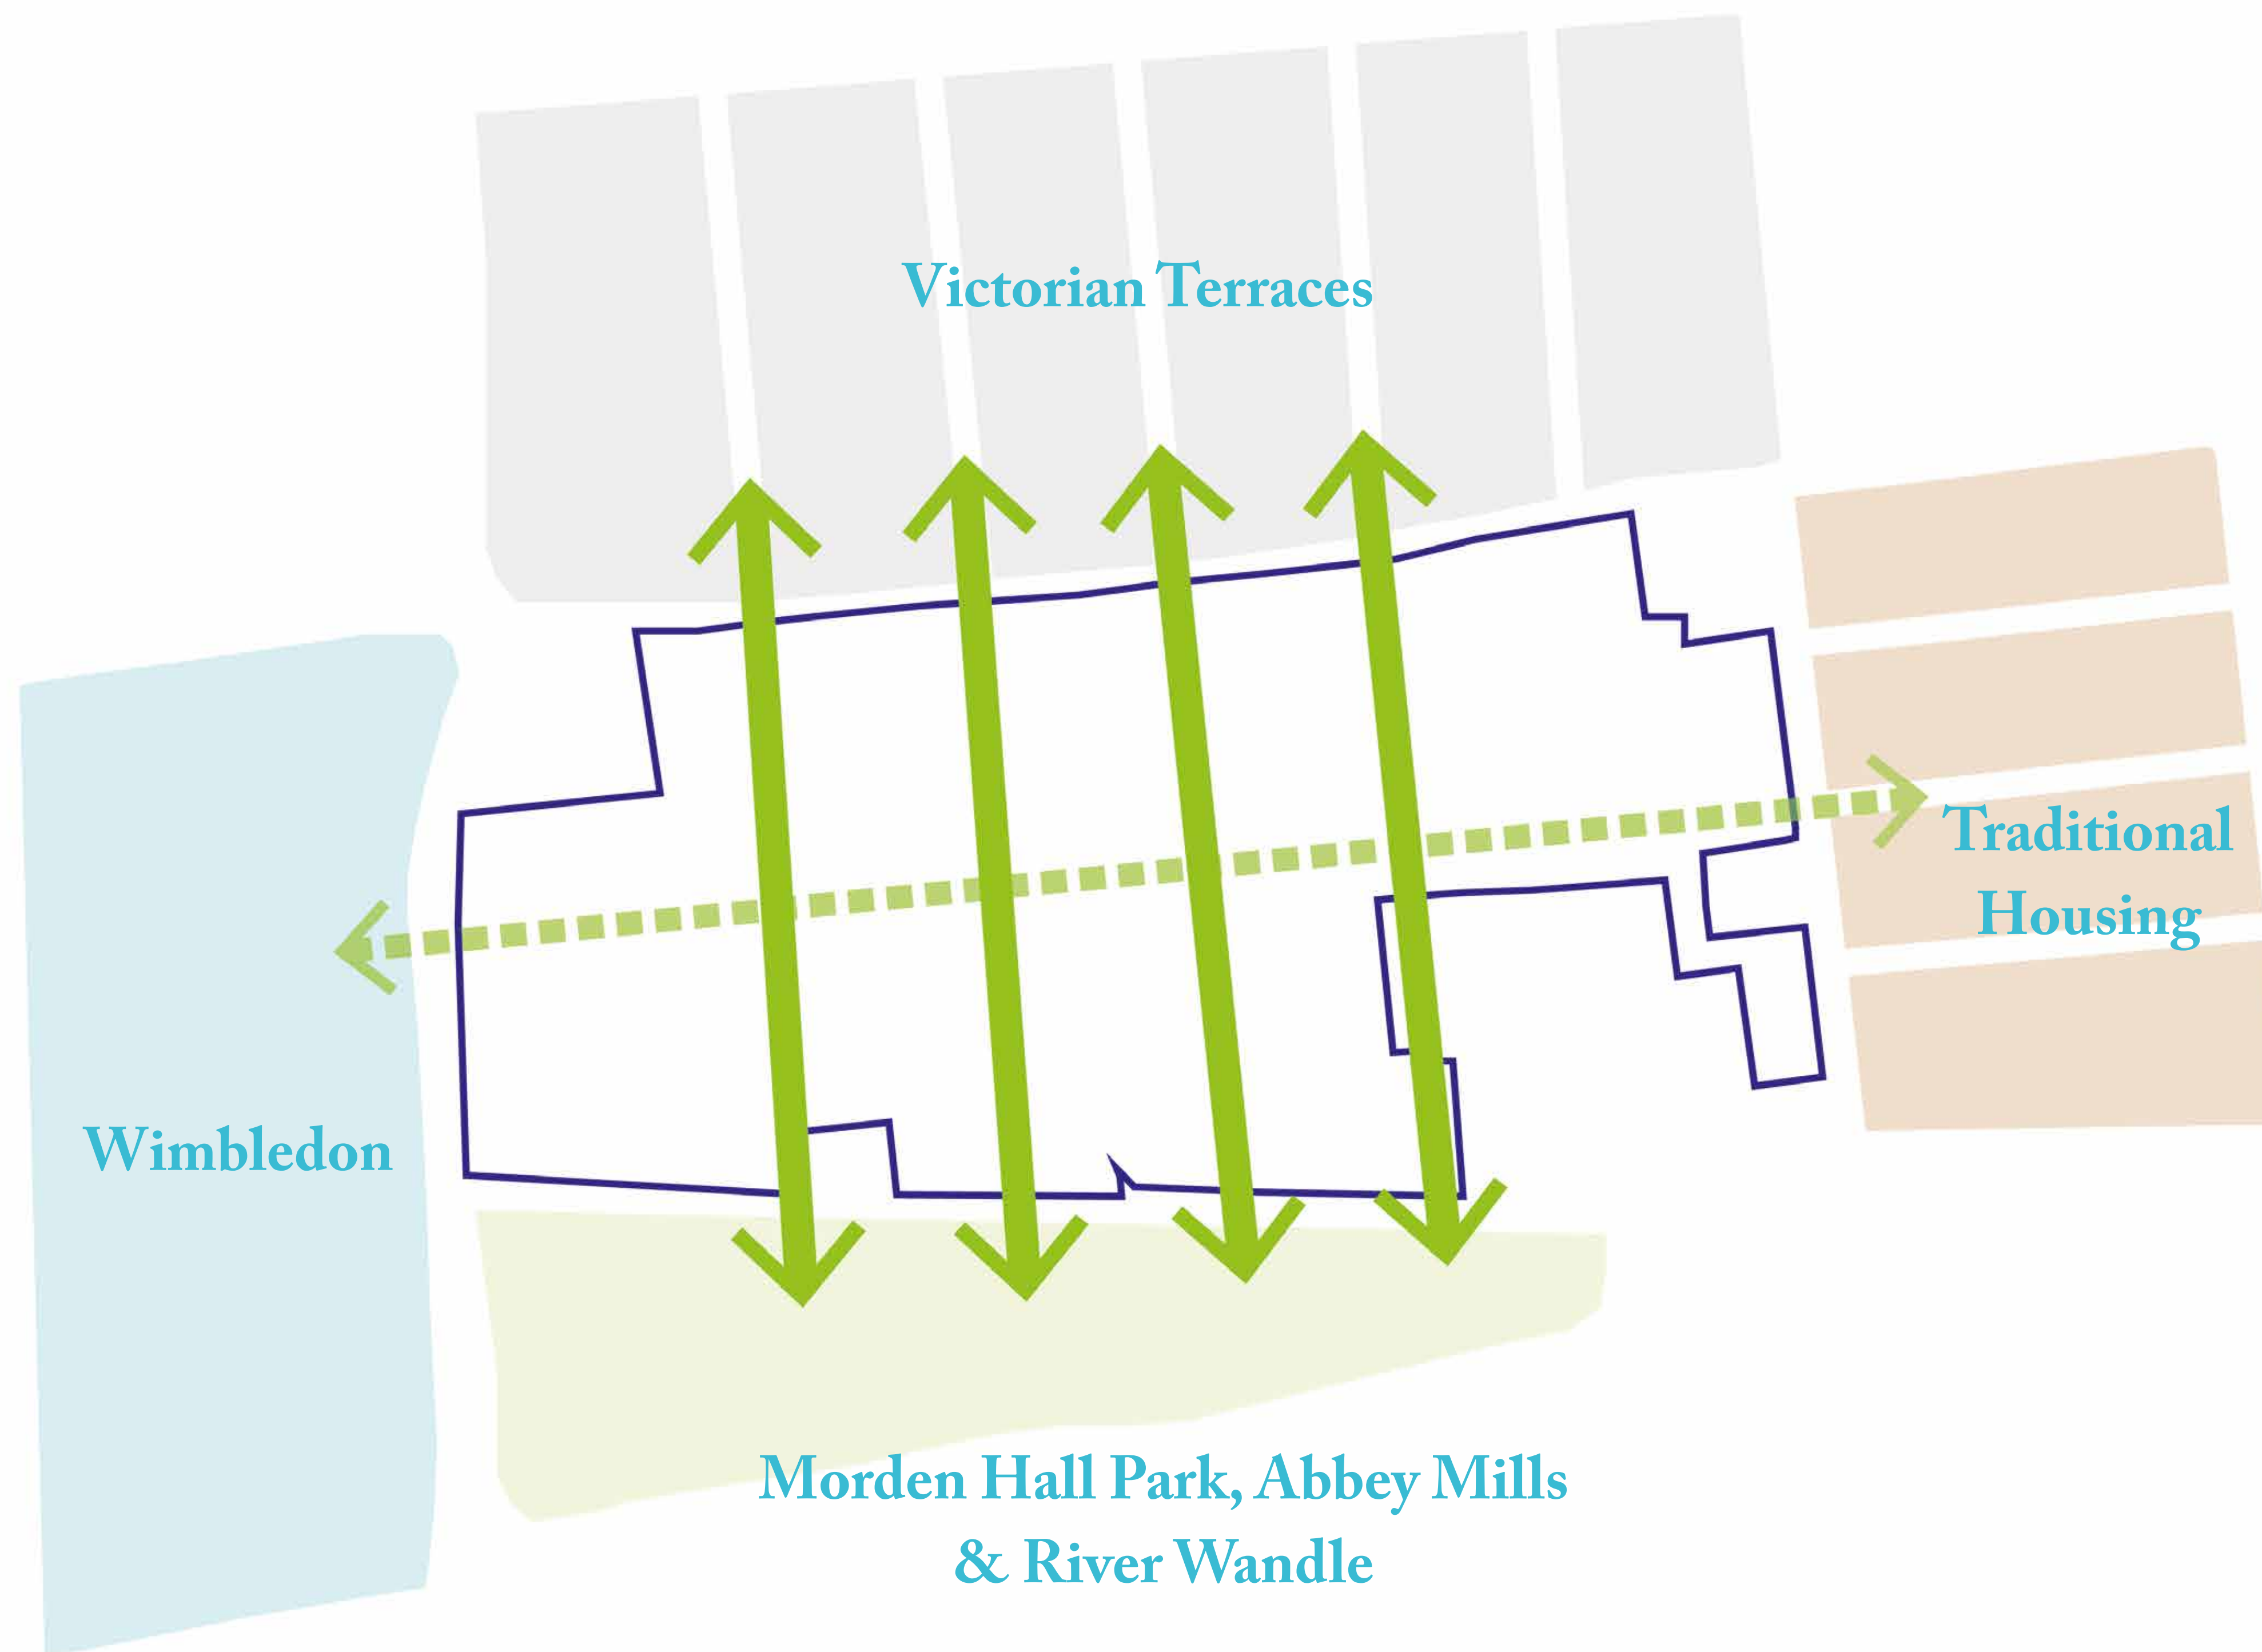 Victorian Terraces
Traditional
Housing
Wimbledon
Morden Hall Park, Abbey Mills
& River Wandle